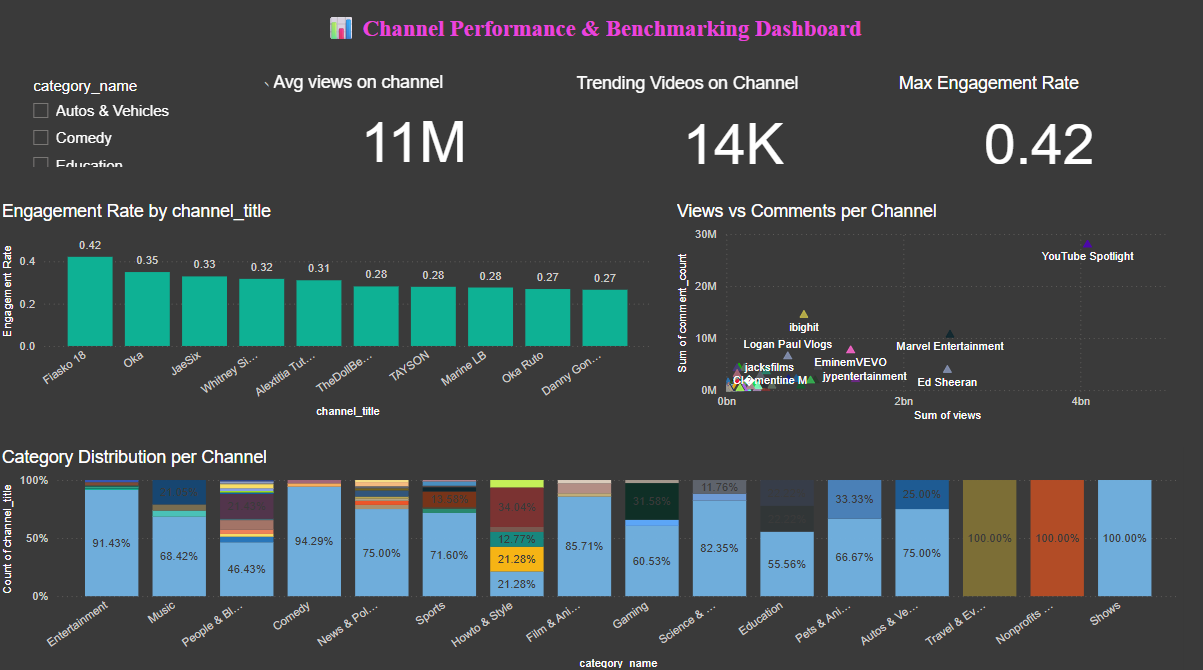 📊 Channel Performance & Benchmarking Dashboard
category_name
Autos & Vehicles
Comedy
Education
Avg views on channel
11M
Trending Videos on Channel
14K
Max Engagement Rate
0.42
Engagement Rate by channel_title
Engagement Rate
0.4
0.2
0.0
0.42
0.35
0.33
0.32
0.31
0.28
0.28
0.28
0.27
0.27
Fiasko 18
Oka
JaeSix
Whitney Si...
Alexitia Tut...
TheDollBe...
TAYSON
Marine LB
Oka Ruto
Danny Gon...
channel_title
Views vs Comments per Channel
Sum of comment_count
30M
20M
10M
0M
YouTube Spotlight
ibighit
Marvel Entertainment
Logan Paul Vlogs
EminemVEVO
jacksfilms
jypentertainment
Cl�mentine M
Ed Sheeran
0bn
2bn
4bn
Sum of views
Category Distribution per Channel
Count of channel_title
100%
50%
0%
91.43%
68.42%
46.43%
94.29%
75.00%
13.58%
71.60%
34.04%
12.77%
21.28%
21.28%
85.71%
31.58%
60.53%
11.76%
82.35%
55.56%
33.33%
66.67%
25.00%
75.00%
100.00%
100.00%
100.00%
Entertainment
Music
People & Bl...
Comedy
News & Pol...
Sports
Howto & Style
Film & Ani...
Gaming
Science & ...
Education
Pets & Ani...
Autos & Ve...
Travel & Ev...
Nonprofits ...
Shows
category_name